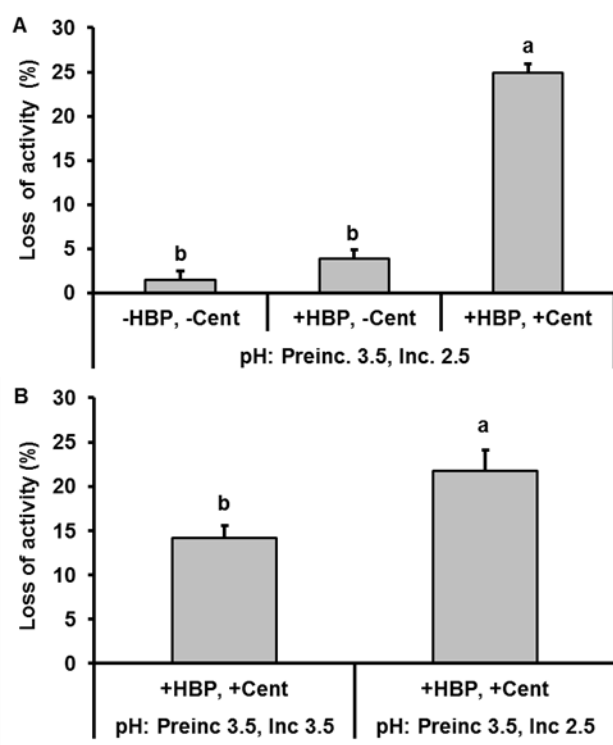 A
Loss of activity (%)
30
25
20
15
10
5
0
b
b
a
-HBP, -Cent
+HBP, -Cent
+HBP, +Cent
pH: Preinc. 3.5, Inc. 2.5
B
Loss of activity (%)
30
25
20
15
10
5
0
b
a
+HBP, +Cent
+HBP, +Cent
pH: Preinc 3.5, Inc 3.5
pH: Preinc 3.5, Inc 2.5